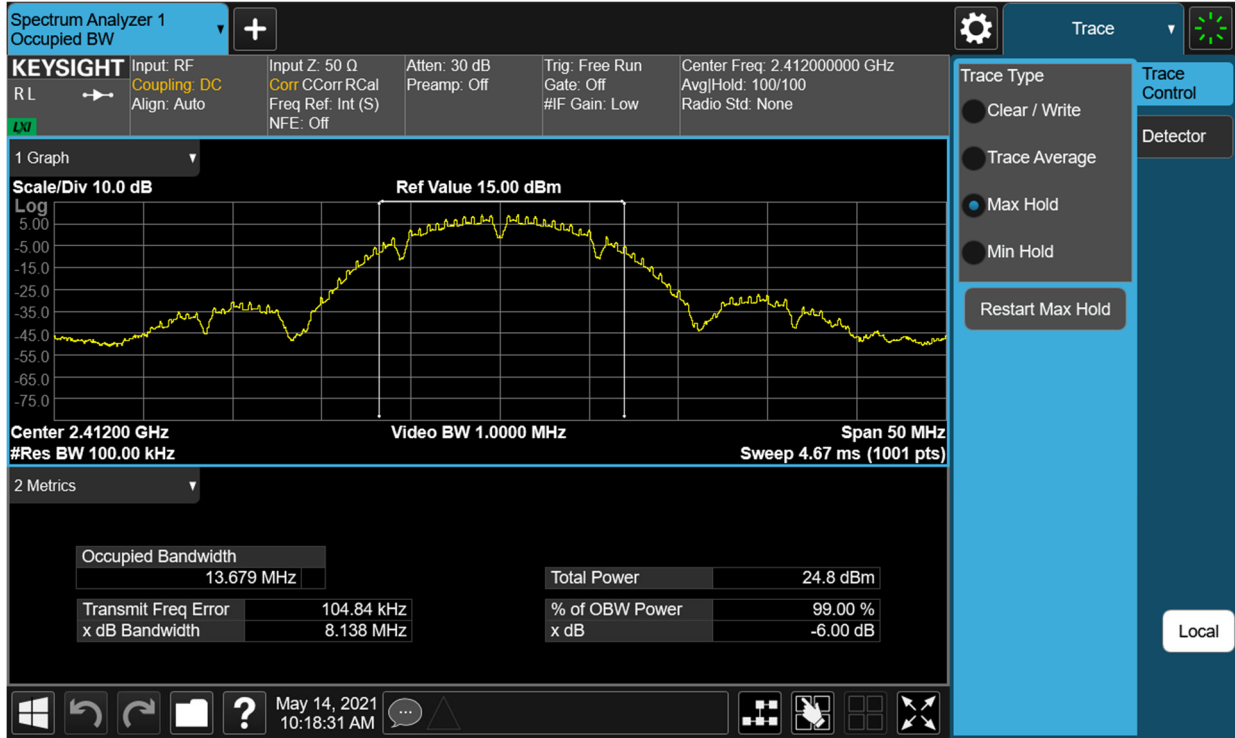 Spectrum Analyzer 1
Occupied BW
Trace
KEYSIGHT
R L
LXI
Input: RF
Coupling: DC
Align: Auto
Input Z: 50 Ω
Corr CCorr RCal
Freq Ref: Int (S)
NFE: Off
Atten: 30 dB
Preamp: Off
Trig: Free Run
Gate: Off
#IF Gain: Low
Center Freq: 2.412000000 GHz
Avg|Hold: 100/100
Radio Std: None
Trace Type
Clear / Write
Trace Average
Max Hold
Min Hold
Restart Max Hold
Trace
Control
Detector
1 Graph
Scale/Div 10.0 dB
Ref Value 15.00 dBm
Log
5.00
-5.00
-15.0
-25.0
-35.0
-45.0
-55.0
-65.0
-75.0
Center 2.41200 GHz
Video BW 1.0000 MHz
Span 50 MHz
#Res BW 100.00 kHz
Sweep 4.67 ms (1001 pts)
2 Metrics
Occupied Bandwidth
13.679 MHz
Total Power 24.8 dBm
Transmit Freq Error 104.84 kHz
% of OBW Power 99.00 %
x dB Bandwidth 8.138 MHz
x dB -6.00 dB
Local
?
May 14, 2021
10:18:31 AM